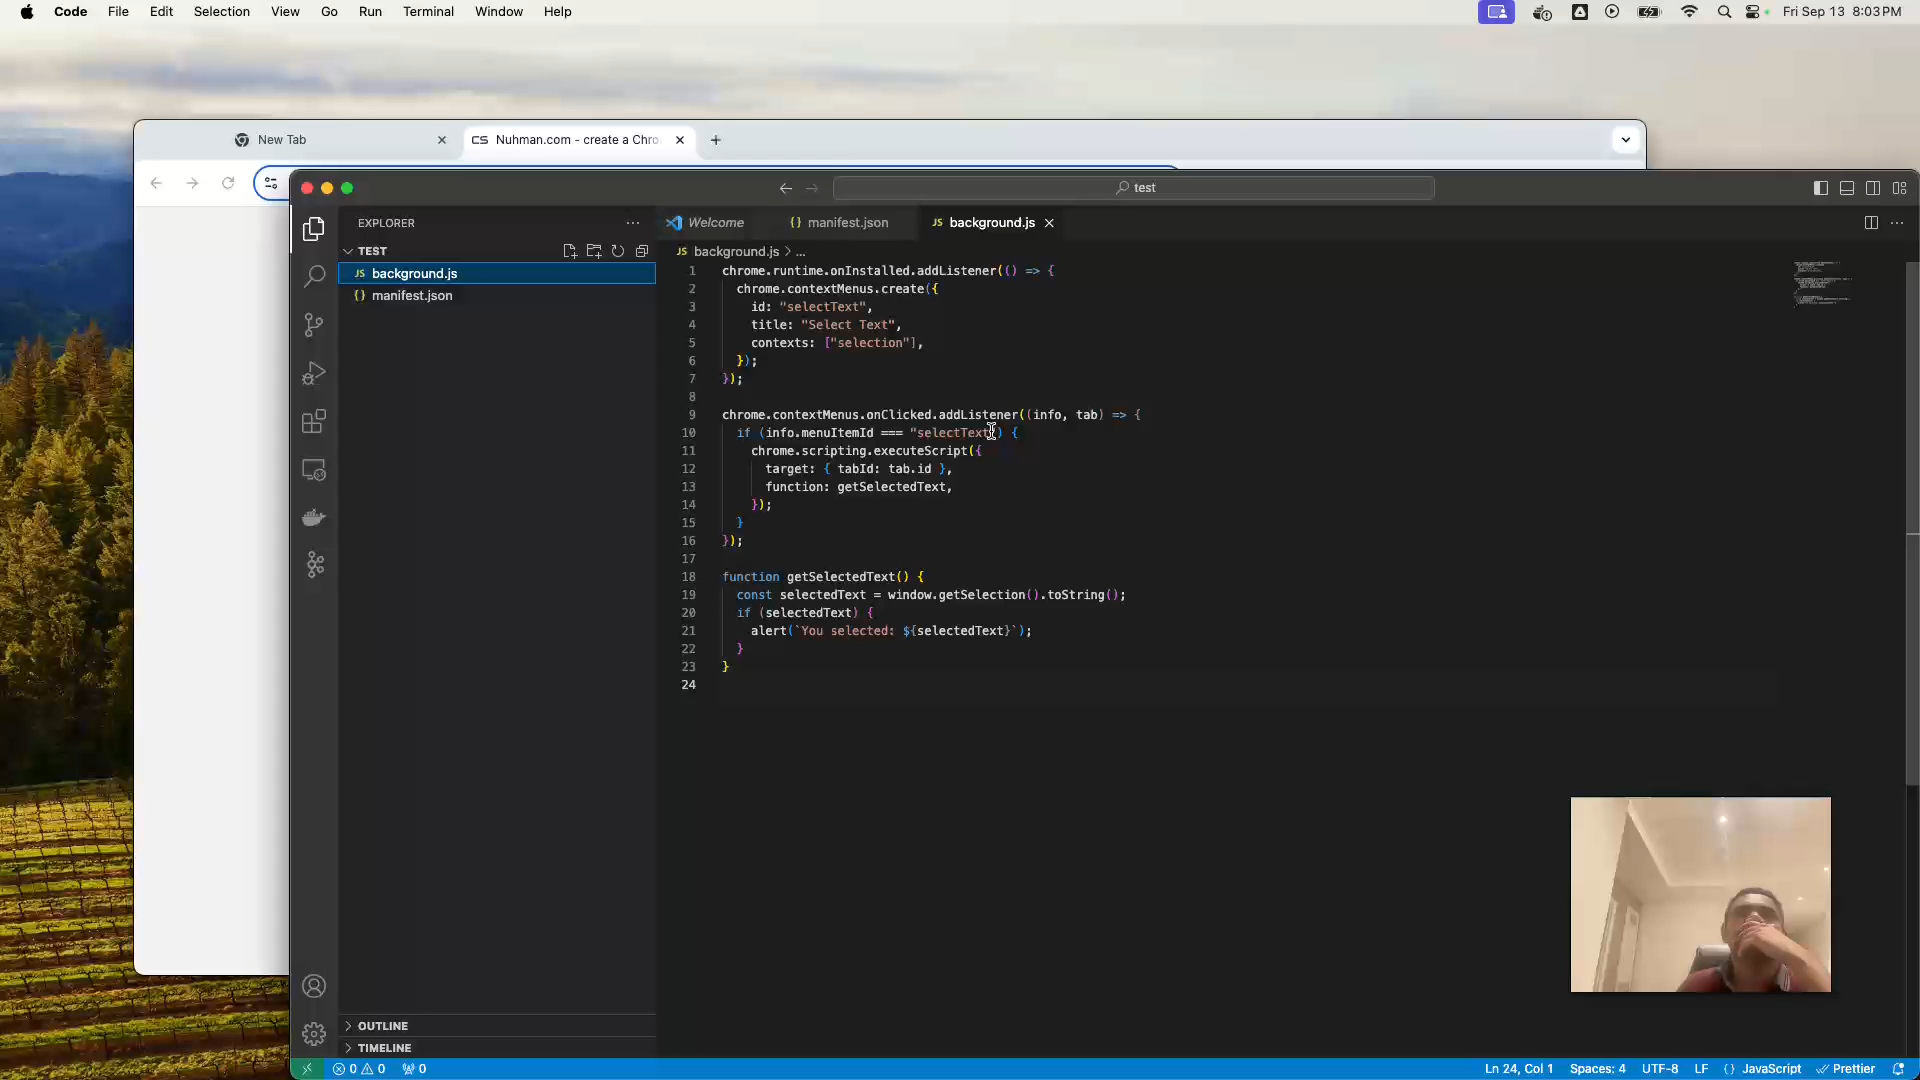 Code File Edit Selection View Go Run Terminal Window Help Fri Sep 13 8:03 PM
New Tab
CS Nuhman.com - create a Chro
test
EXPLORER
Welcome
{} manifest.json
JS background.js
TEST
JS background.js > ...
JS background.js
{} manifest.json
1 chrome.runtime.onInstalled.addListener(() => {
2 chrome.contextMenus.create({
3 id: "selectText",
4 title: "Select Text",
5 contexts: ["selection"],
6 });
7 });
8
9 chrome.contextMenus.onClicked.addListener((info, tab) => {
10 if (info.menuItemId === "selectText") {
11 chrome.scripting.executeScript({
12 target: { tabId: tab.id },
13 function: getSelectedText,
14 });
15 }
16 });
17
18 function getSelectedText() {
19 const selectedText = window.getSelection().toString();
20 if (selectedText) {
21 alert(`You selected: ${selectedText}`);
22 }
23 }
24
OUTLINE
TIMELINE
0 0 0 Ln 24, Col 1 Spaces: 4 UTF-8 LF {} JavaScript Prettier